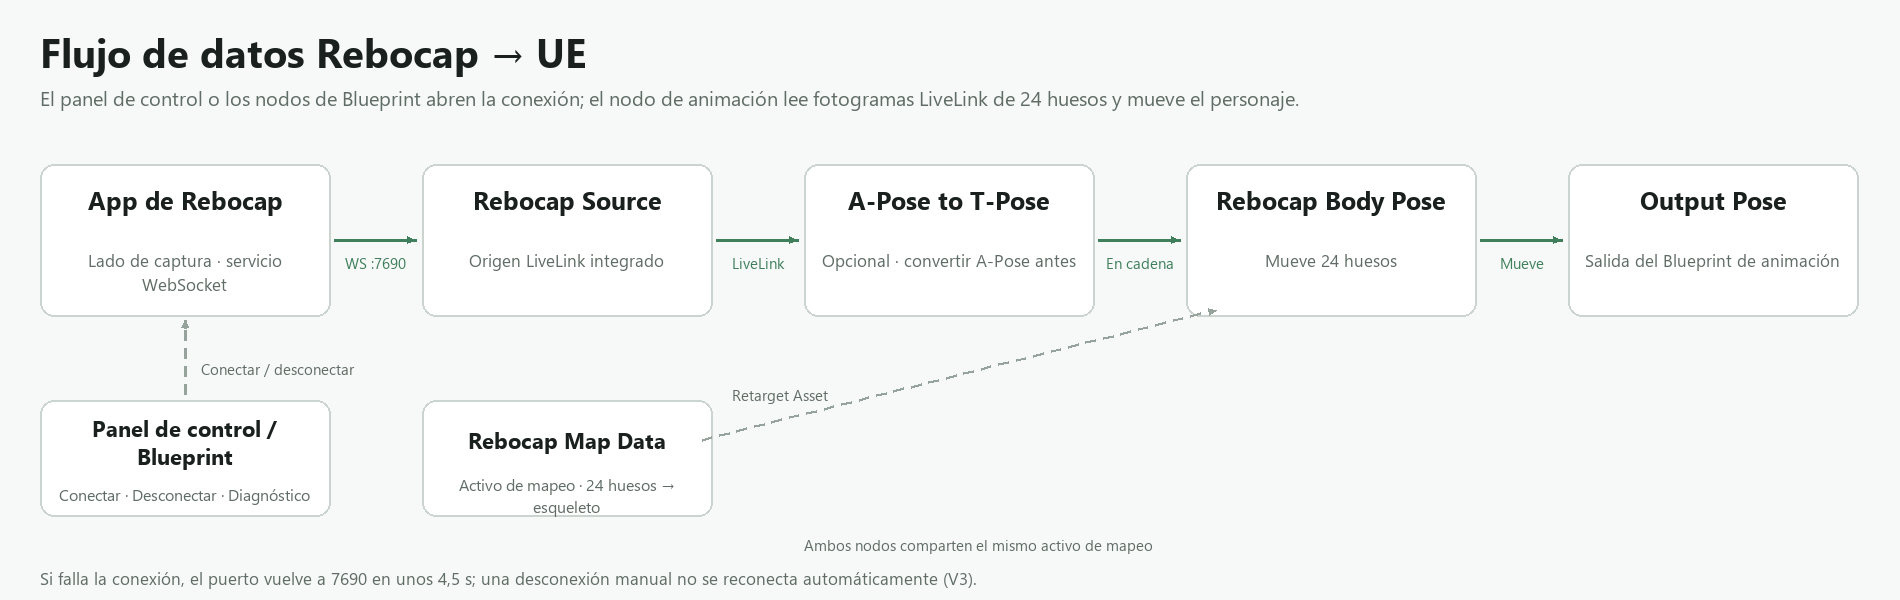 Flujo de datos Rebocap → UE
El panel de control o los nodos de Blueprint abren la conexión; el nodo de animación lee fotogramas LiveLink de 24 huesos y mueve el personaje.
App de Rebocap
Lado de captura · servicio
WebSocket
WS :7690
Rebocap Source
Origen LiveLink integrado
LiveLink
A-Pose to T-Pose
Opcional · convertir A-Pose antes
En cadena
Rebocap Body Pose
Mueve 24 huesos
Mueve
Output Pose
Salida del Blueprint de animación
Conectar / desconectar
Panel de control /
Blueprint
Conectar · Desconectar · Diagnóstico
Rebocap Map Data
Activo de mapeo · 24 huesos →
esqueleto
Retarget Asset
Ambos nodos comparten el mismo activo de mapeo
Si falla la conexión, el puerto vuelve a 7690 en unos 4,5 s; una desconexión manual no se reconecta automáticamente (V3).